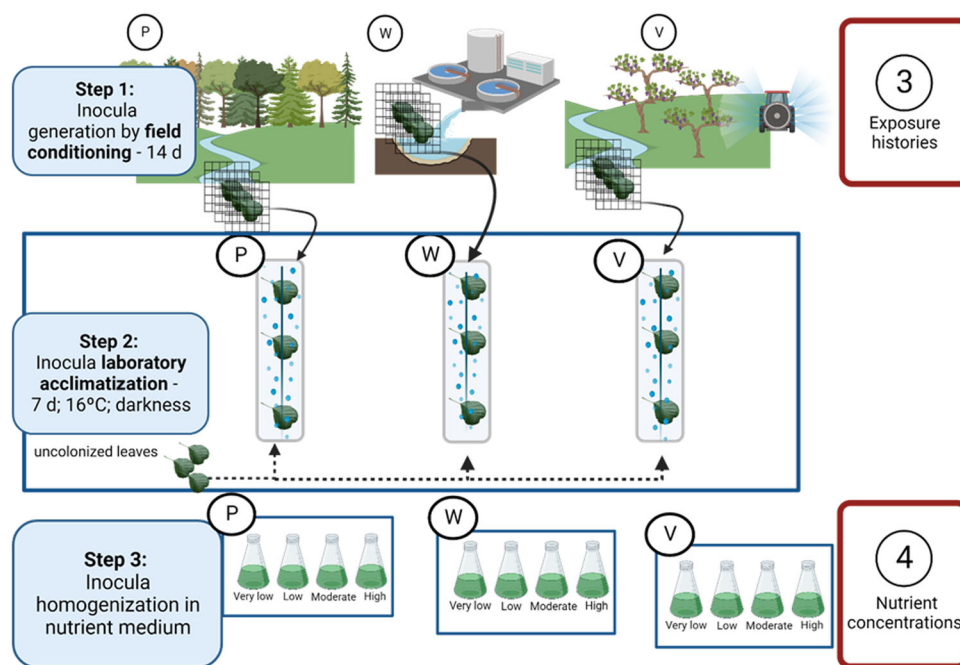 P
W
V
Step 1:
Inocula
generation by field
conditioning - 14 d
3
Exposure
histories
P
W
V
Step 2:
Inocula laboratory
acclimatization -
7 d; 16ºC; darkness
uncolonized leaves
Step 3:
Inocula
homogenization in
nutrient medium
P
Very low Low Moderate High
W
Very low Low Moderate High
V
Very low Low Moderate High
4
Nutrient
concentrations